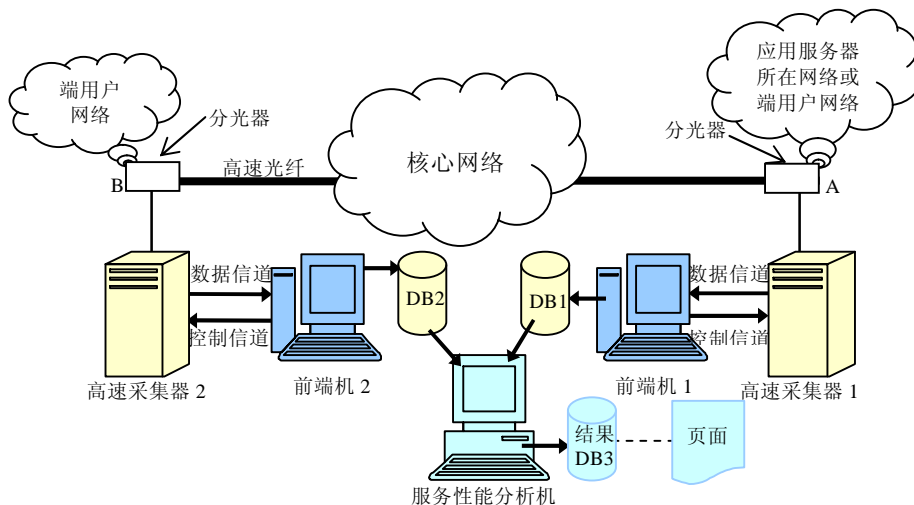 端用户
网络
分光器
应用服务器
所在网络或
端用户网络
分光器
核心网络
高速光纤
B
A
数据信道
控制信道
DB2
DB1
数据信道
控制信道
高速采集器 2
前端机 2
前端机 1
高速采集器 1
结果
DB3
页面
服务性能分析机